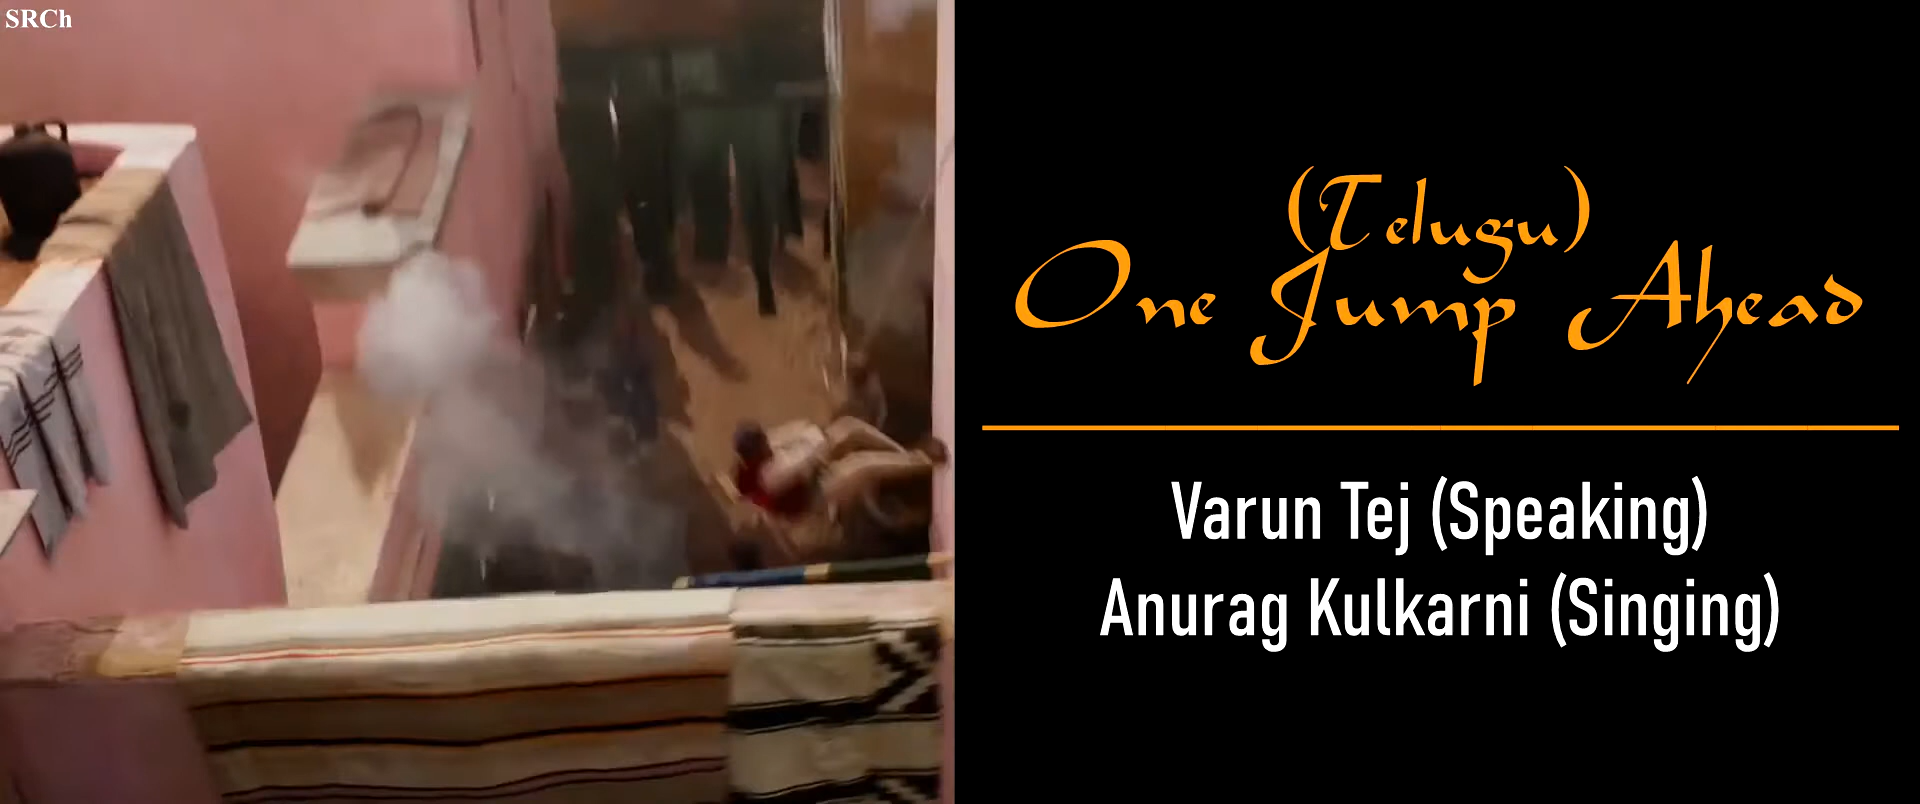 SRCh
(Telugu)
One Jump Ahead
Varun Tej (Speaking)
Anurag Kulkarni (Singing)